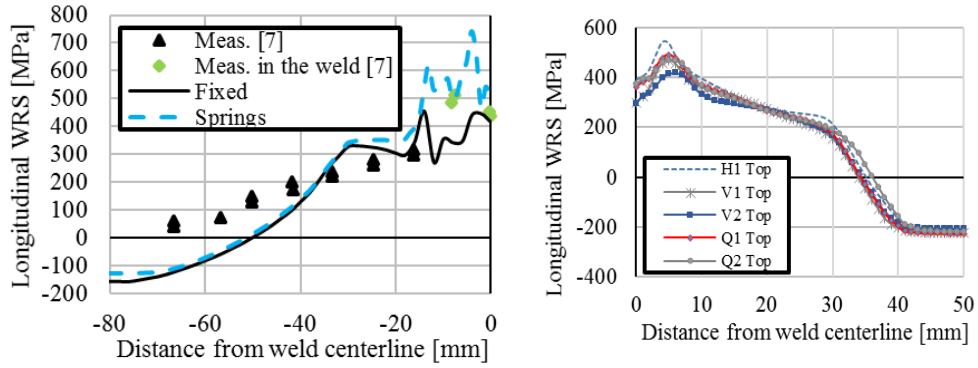 Longitudinal WRS [MPa]
800
700
600
500
400
300
200
100
0
-100
-200
Meas. [7]
Meas. in the weld [7]
Fixed
Springs
-80 -60 -40 -20 0
Distance from weld centerline [mm]
Longitudinal WRS [MPa]
600
400
200
0
-200
-400
H1 Top
V1 Top
V2 Top
Q1 Top
Q2 Top
0 10 20 30 40 50
Distance from weld centerline [mm]